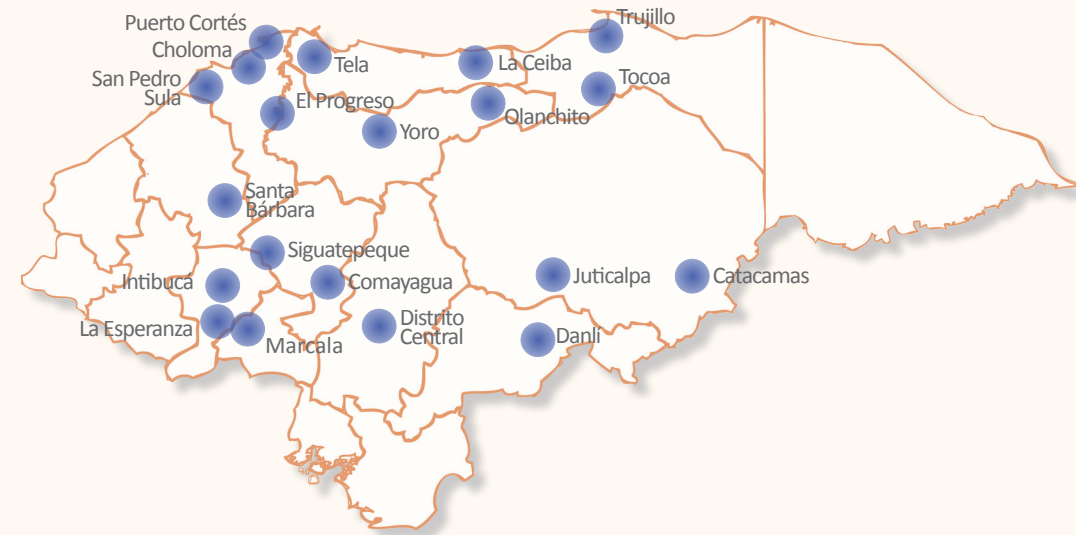 Puerto Cortés
Trujillo
Choloma
Tela
La Ceiba
San Pedro
Sula
Tocoa
El Progreso
Olanchito
Yoro
Santa
Bárbara
Siguatepeque
Intibucá
Comayagua
Juticalpa
Catacamas
La Esperanza
Marcala
Distrito
Central
Danlí